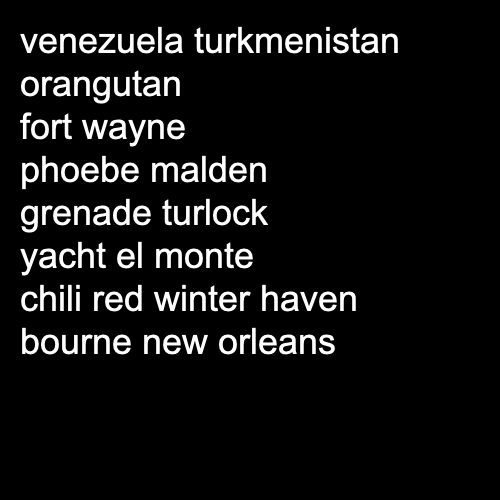 venezuela turkmenistan
orangutan
fort wayne
phoebe malden
grenade turlock
yacht el monte
chili red winter haven
bourne new orleans